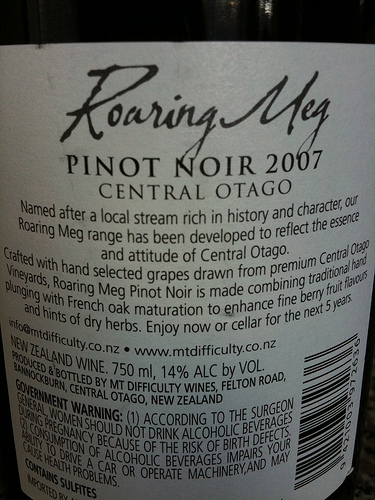 Roaring Meg
PINOT NOIR 2007
CENTRAL OTAGO
Named after a local stream rich in history and character, our
Roaring Meg range has been developed to reflect the essence
and attitude of Central Otago.
Crafted with hand selected grapes drawn from premium Central Otago
Vineyards, Roaring Meg Pinot Noir is made combining traditional hand
plunging with French oak maturation to enhance fine berry fruit flavours
and hints of dry herbs. Enjoy now or cellar for the next 5 years.
info@mtdifficulty.co.nz • www.mtdifficulty.co.nz
NEW ZEALAND WINE. 750 ml, 14% ALC by VOL.
PRODUCED & BOTTLED BY MT DIFFICULTY WINES, FELTON ROAD,
BANNOCKBURN, CENTRAL OTAGO, NEW ZEALAND
GOVERNMENT WARNING: (1) ACCORDING TO THE SURGEON
GENERAL WOMEN SHOULD NOT DRINK ALCOHOLIC BEVERAGES
DURING PREGNANCY BECAUSE OF THE RISK OF BIRTH DEFECTS
(2) CONSUMPTION OF ALCOHOLIC BEVERAGES IMPAIRS YOUR
ABILITY TO DRIVE A CAR OR OPERATE MACHINERY,AND MAY
CAUSE HEALTH PROBLEMS.
CONTAINS SULFITES
IMPORTED